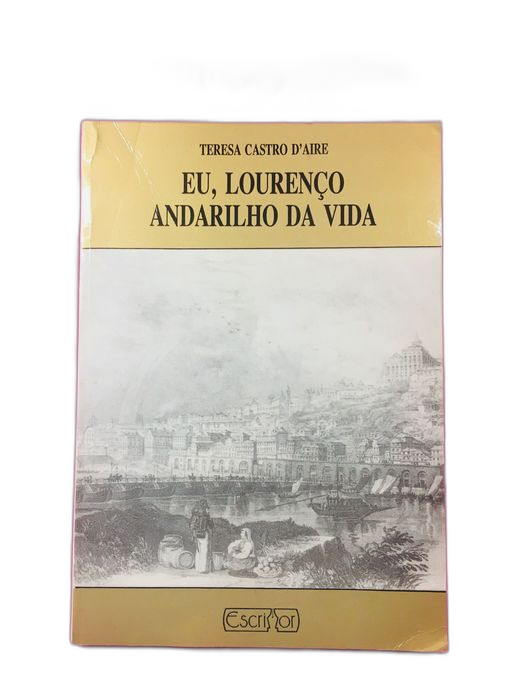 TERESA CASTRO D'AIRE
EU, LOURENÇO
ANDARILHO DA VIDA
Escritor